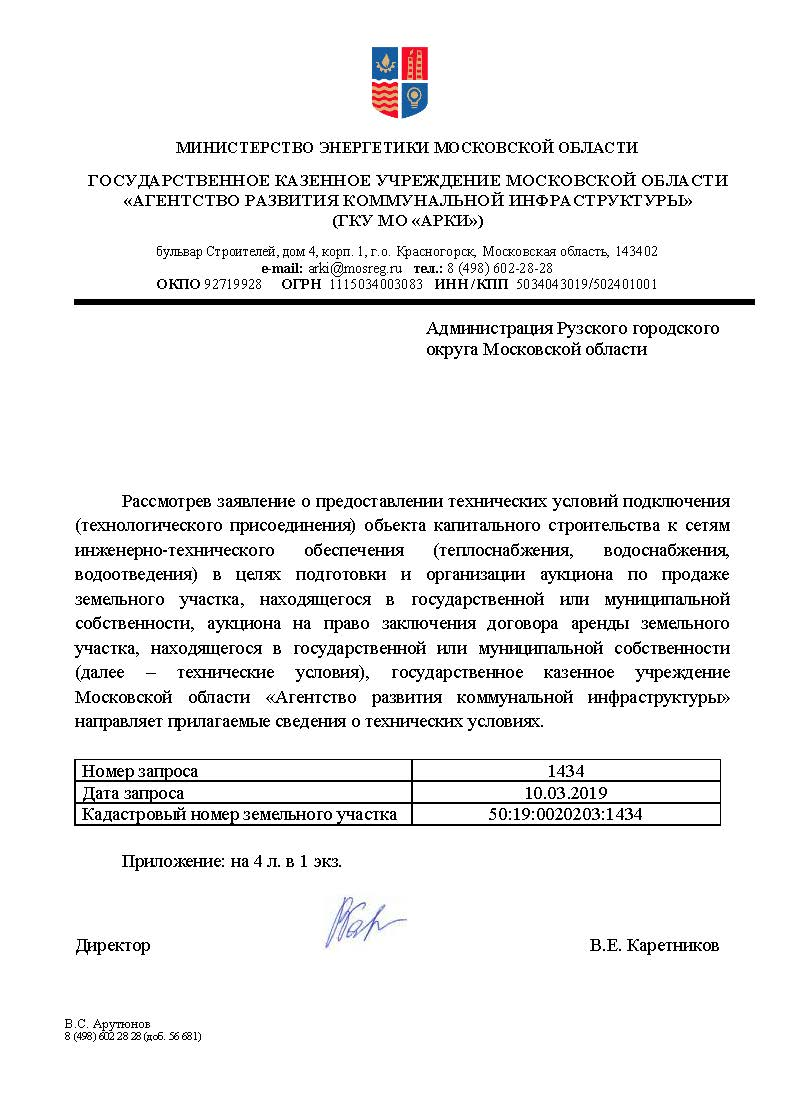 МИНИСТЕРСТВО ЭНЕРГЕТИКИ МОСКОВСКОЙ ОБЛАСТИ
ГОСУДАРСТВЕННОЕ КАЗЕННОЕ УЧРЕЖДЕНИЕ МОСКОВСКОЙ ОБЛАСТИ
«АГЕНТСТВО РАЗВИТИЯ КОММУНАЛЬНОЙ ИНФРАСТРУКТУРЫ»
(ГКУ МО «АРКИ»)
бульвар Строителей, дом 4, корп. 1, г.о. Красногорск, Московская область, 143402
e-mail: arki@mosreg.ru тел.: 8 (498) 602-28-28
ОКПО 92719928 ОГРН 1115034003083 ИНН/КПП 5034043019/502401001
Администрация Рузского городского
округа Московской области
Рассмотрев заявление о предоставлении технических условий подключения
(технологического присоединения) объекта капитального строительства к сетям
инженерно-технического обеспечения (теплоснабжения, водоснабжения,
водоотведения) в целях подготовки и организации аукциона по продаже
земельного участка, находящегося в государственной или муниципальной
собственности, аукциона на право заключения договора аренды земельного
участка, находящегося в государственной или муниципальной собственности
(далее – технические условия), государственное казенное учреждение
Московской области «Агентство развития коммунальной инфраструктуры»
направляет прилагаемые сведения о технических условиях.
Номер запроса 1434
Дата запроса 10.03.2019
Кадастровый номер земельного участка 50:19:0020203:1434
Приложение: на 4 л. в 1 экз.
Директор В.Е. Каретников
В.С. Арутюнов
8 (498) 602 28 28 (доб. 56 681)